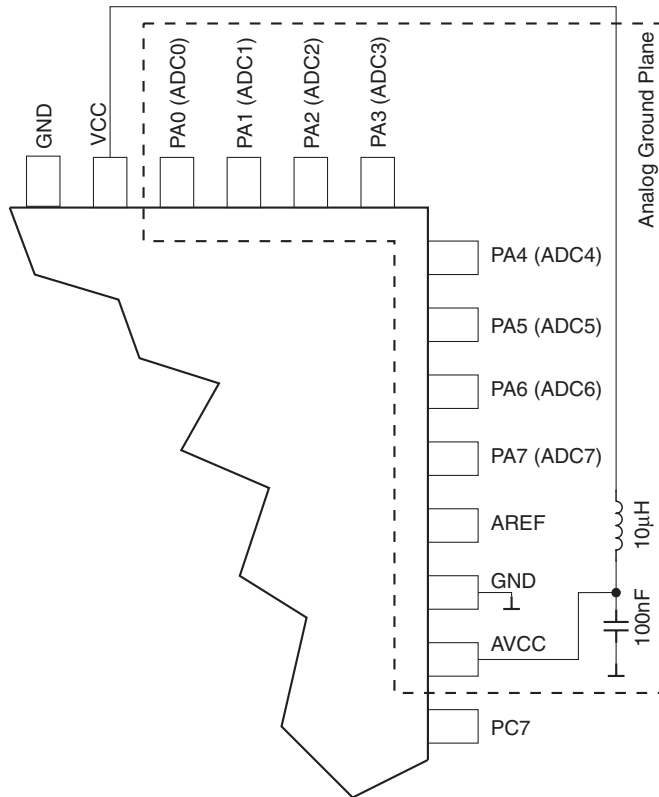 GND
VCC
PA0 (ADC0)
PA1 (ADC1)
PA2 (ADC2)
PA3 (ADC3)
Analog Ground Plane
PA4 (ADC4)
PA5 (ADC5)
PA6 (ADC6)
PA7 (ADC7)
AREF
GND
AVCC
PC7
10μH
100nF